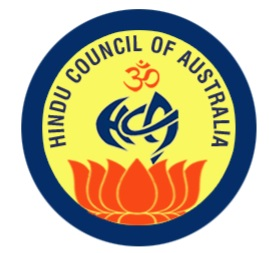 HINDU COUNCIL OF AUSTRALIA
ॐ
HCA